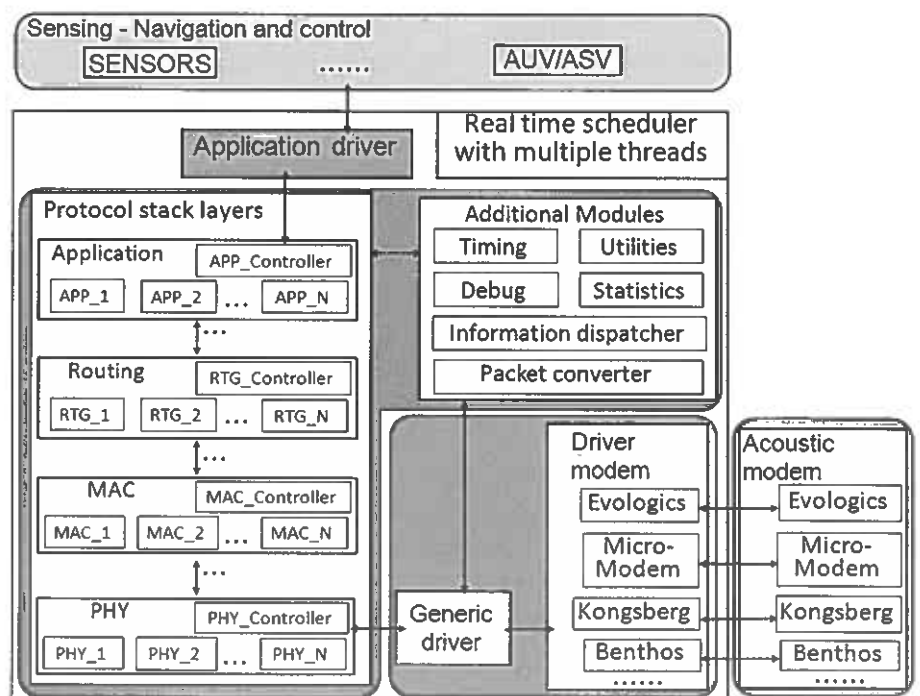 Sensing - Navigation and control
SENSORS
......
AUV/ASV
Application driver
Real time scheduler
with multiple threads
Protocol stack layers
Application
APP_Controller
APP_1
APP_2
...
APP_N
...
Routing
RTG_Controller
RTG_1
RTG_2
...
RTG_N
...
MAC
MAC_Controller
MAC_1
MAC_2
...
MAC_N
...
PHY
PHY_Controller
PHY_1
PHY_2
...
PHY_N
Additional Modules
Timing
Utilities
Debug
Statistics
Information dispatcher
Packet converter
Generic
driver
Driver
modem
Evologics
Micro-
Modem
Kongsberg
Benthos
......
Acoustic
modem
Evologics
Micro-
Modem
Kongsberg
Benthos
......